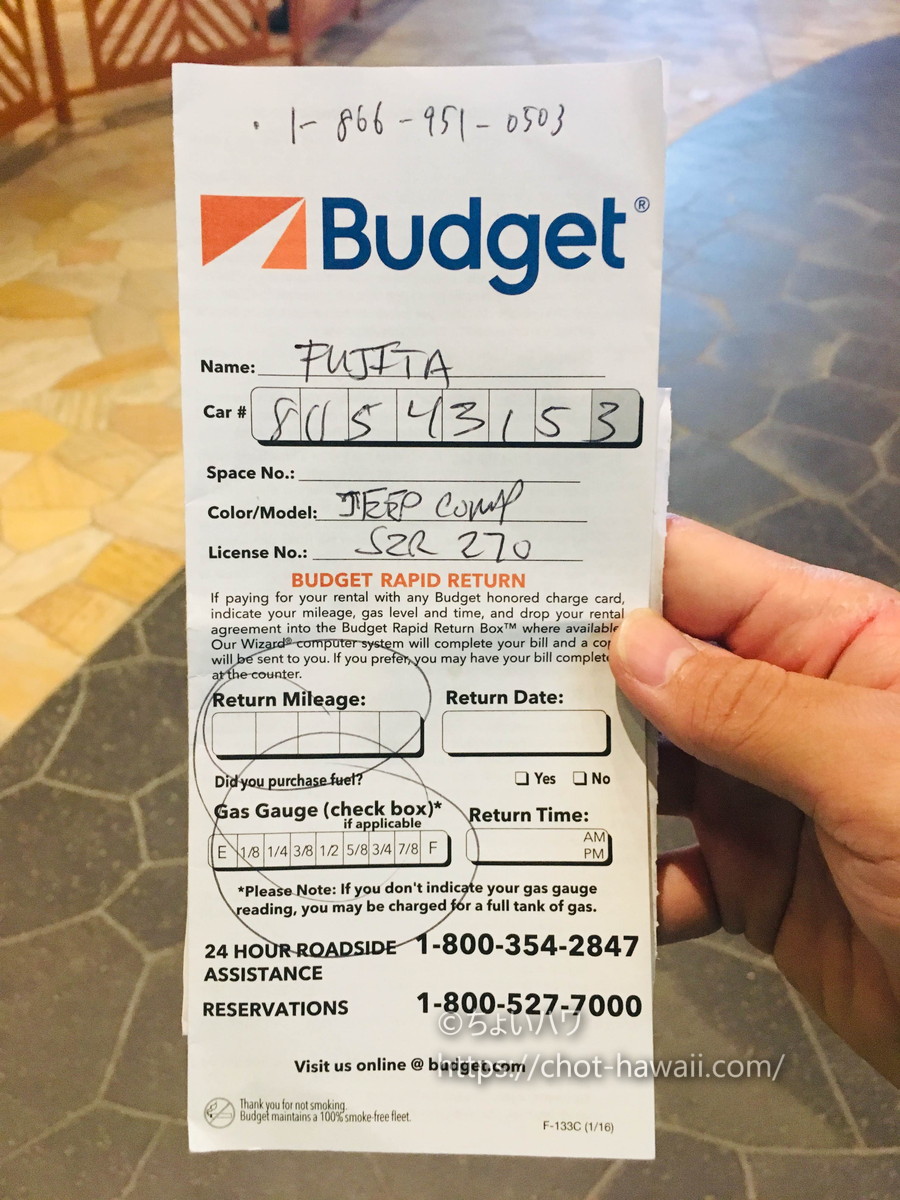 · 1-866-951-0503
Budget®
Name: FUJITA
Car # 80543153
Space No.:
Color/Model: JEEP COMP
License No.: SZR 270
BUDGET RAPID RETURN
If paying for your rental with any Budget honored charge card,
indicate your mileage, gas level and time, and drop your rental
agreement into the Budget Rapid Return Box™ where available
Our Wizard® computer system will complete your bill and a cop
will be sent to you. If you prefer, you may have your bill complete
at the counter.
Return Mileage: Return Date:
Did you purchase fuel? ❏ Yes ❏ No
Gas Gauge (check box)* Return Time:
if applicable
E 1/8 1/4 3/8 1/2 5/8 3/4 7/8 F AM
PM
*Please Note: If you don't indicate your gas gauge
reading, you may be charged for a full tank of gas.
24 HOUR ROADSIDE 1-800-354-2847
ASSISTANCE
RESERVATIONS 1-800-527-7000
©ちょいハワ
Visit us online @ budget.com
https://chot-hawaii.com/
Thank you for not smoking.
Budget maintains a 100% smoke-free fleet.
F-133C (1/16)